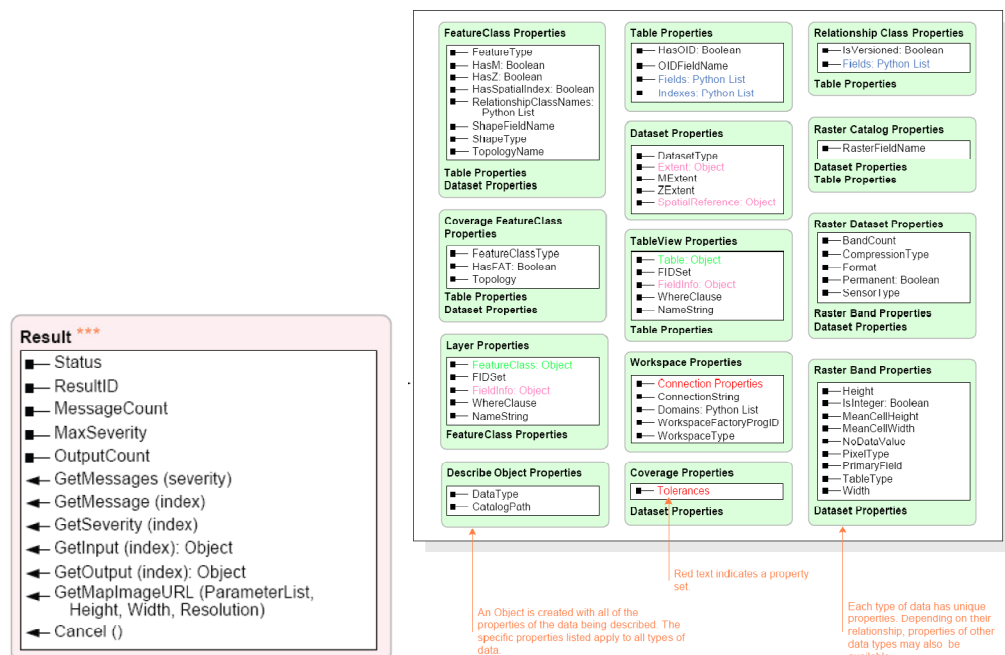 FeatureClass Properties
FeatureType
HasM: Boolean
HasZ: Boolean
HasSpatialIndex: Boolean
RelationshipClassNames:
Python List
ShapeFieldName
ShapeType
TopologyName
Table Properties
Dataset Properties
Coverage FeatureClass
Properties
FeatureClassType
HasFAT: Boolean
Topology
Table Properties
Dataset Properties
Layer Properties
FeatureClass: Object
FIDSet
FieldInfo: Object
WhereClause
NameString
FeatureClass Properties
Describe Object Properties
DataType
CatalogPath
Table Properties
HasOID: Boolean
OIDFieldName
Fields: Python List
Indexes: Python List
Dataset Properties
DatasetType
Extent: Object
MExtent
ZExtent
SpatialReference: Object
TableView Properties
Table: Object
FIDSet
FieldInfo: Object
WhereClause
NameString
Table Properties
Workspace Properties
Connection Properties
ConnectionString
Domains: Python List
WorkspaceFactoryProgID
WorkspaceType
Coverage Properties
Tolerances
Dataset Properties
Relationship Class Properties
IsVersioned: Boolean
Fields: Python List
Table Properties
Raster Catalog Properties
RasterFieldName
Dataset Properties
Table Properties
Raster Dataset Properties
BandCount
CompressionType
Format
Permanent: Boolean
SensorType
Raster Band Properties
Dataset Properties
Raster Band Properties
Height
IsInteger: Boolean
MeanCellHeight
MeanCellWidth
NoDataValue
PixelType
PrimaryField
TableType
Width
Dataset Properties
Result ***
Status
ResultID
MessageCount
MaxSeverity
OutputCount
GetMessages (severity)
GetMessage (index)
GetSeverity (index)
GetInput (index): Object
GetOutput (index): Object
GetMapImageURL (ParameterList,
Height, Width, Resolution)
Cancel ()
An Object is created with all of the
properties of the data being described. The
specific properties listed apply to all types of
data.
Red text indicates a property
set.
Each type of data has unique
properties. Depending on their
relationship, properties of other
data types may also be